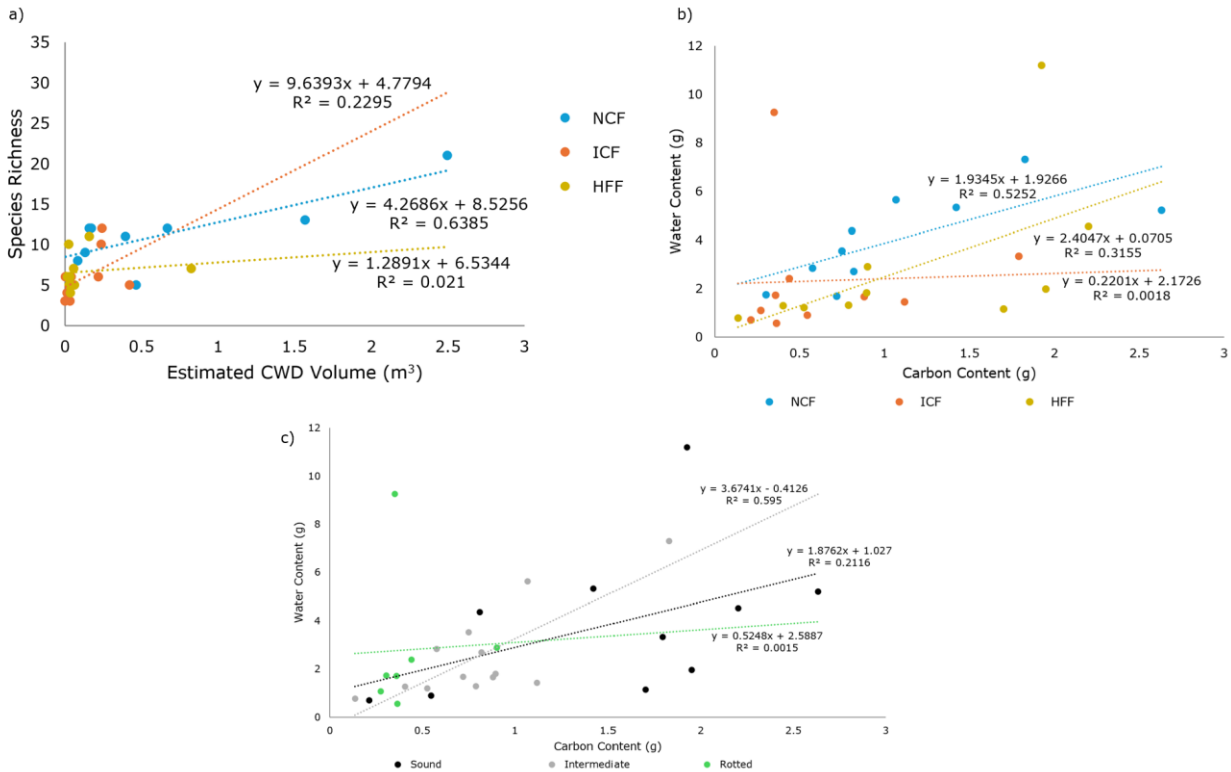 a)
35
30
25
20
15
10
5
0
Species Richness
y = 9.6393x + 4.7794
R² = 0.2295
y = 4.2686x + 8.5256
R² = 0.6385
y = 1.2891x + 6.5344
R² = 0.021
0 0.5 1 1.5 2 2.5 3
Estimated CWD Volume (m³)
NCF
ICF
HFF
b)
12
10
8
6
4
2
0
Water Content (g)
y = 1.9345x + 1.9266
R² = 0.5252
y = 2.4047x + 0.0705
R² = 0.3155
y = 0.2201x + 2.1726
R² = 0.0018
0 0.5 1 1.5 2 2.5 3
Carbon Content (g)
NCF ICF HFF
c)
12
10
8
6
4
2
0
Water Content (g)
y = 3.6741x - 0.4126
R² = 0.595
y = 1.8762x + 1.027
R² = 0.2116
y = 0.5248x + 2.5887
R² = 0.0015
0 0.5 1 1.5 2 2.5 3
Carbon Content (g)
Sound Intermediate Rotted